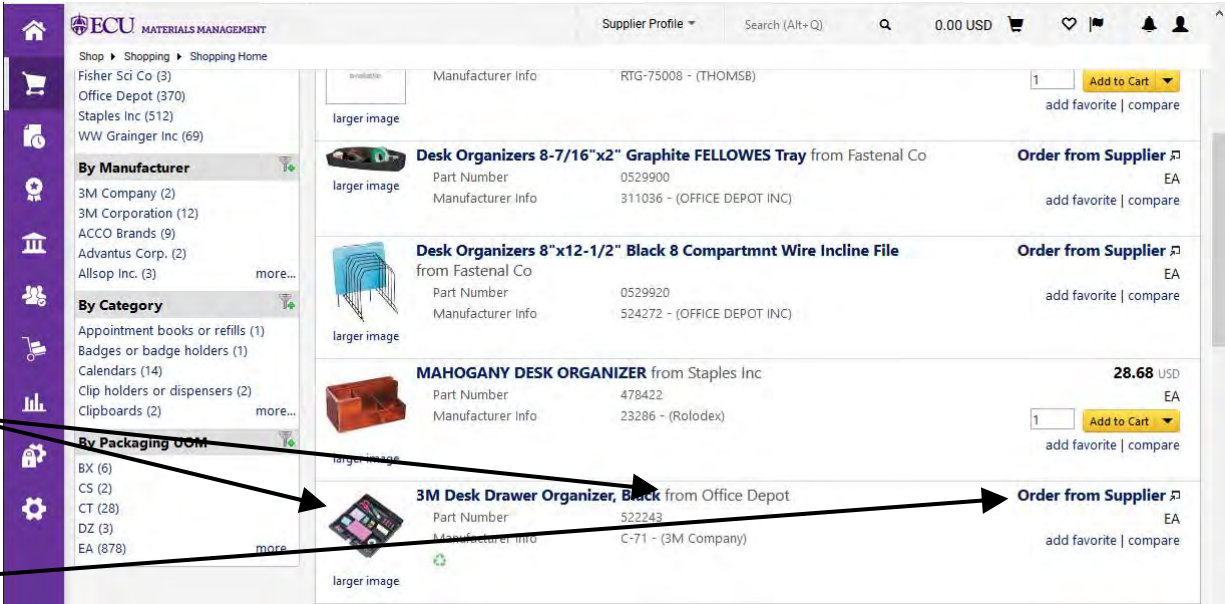 ECU MATERIALS MANAGEMENT
Supplier Profile
Search (Alt+Q)
0.00 USD
Shop Shopping Shopping Home
Fisher Sci Co (3)
Office Depot (370)
Staples Inc (512)
WW Grainger Inc (69)
By Manufacturer
3M Company (2)
3M Corporation (12)
ACCO Brands (9)
Advantus Corp. (2)
Allsop Inc. (3)
more...
By Category
Appointment books or refills (1)
Badges or badge holders (1)
Calendars (14)
Clip holders or dispensers (2)
Clipboards (2)
more...
By Packaging UOM
BX (6)
CS (2)
CT (28)
DZ (3)
EA (878)
more
larger image
Manufacturer Info RTG-75008 - (THOMSB)
1 Add to Cart
add favorite | compare
larger image
Desk Organizers 8-7/16"x2" Graphite FELLOWES Tray from Fastenal Co
Part Number 0529900
Manufacturer Info 311036 - (OFFICE DEPOT INC)
Order from Supplier
EA
add favorite | compare
larger image
Desk Organizers 8"x12-1/2" Black 8 Compartmnt Wire Incline File
from Fastenal Co
Part Number 0529920
Manufacturer Info 524272 - (OFFICE DEPOT INC)
Order from Supplier
EA
add favorite | compare
larger image
MAHOGANY DESK ORGANIZER from Staples Inc
Part Number 478422
Manufacturer Info 23286 - (Rolodex)
28.68 USD
EA
1 Add to Cart
add favorite | compare
larger image
3M Desk Drawer Organizer, Black from Office Depot
Part Number 522243
Manufacturer Info C-71 - (3M Company)
Order from Supplier
EA
add favorite | compare